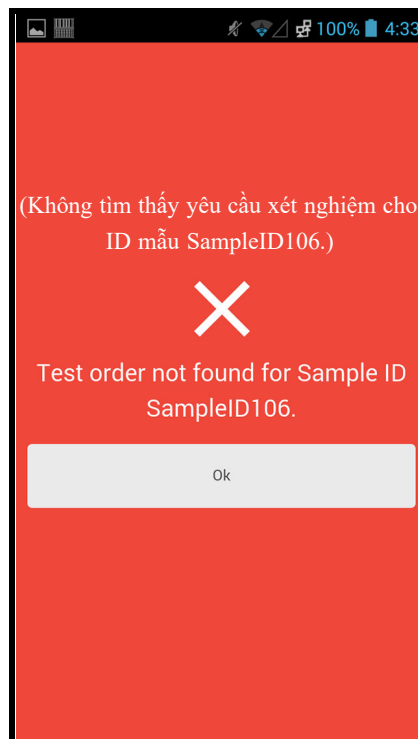 100% 4:33
(Không tìm thấy yêu cầu xét nghiệm cho
ID mẫu SampleID106.)
Test order not found for Sample ID
SampleID106.
Ok